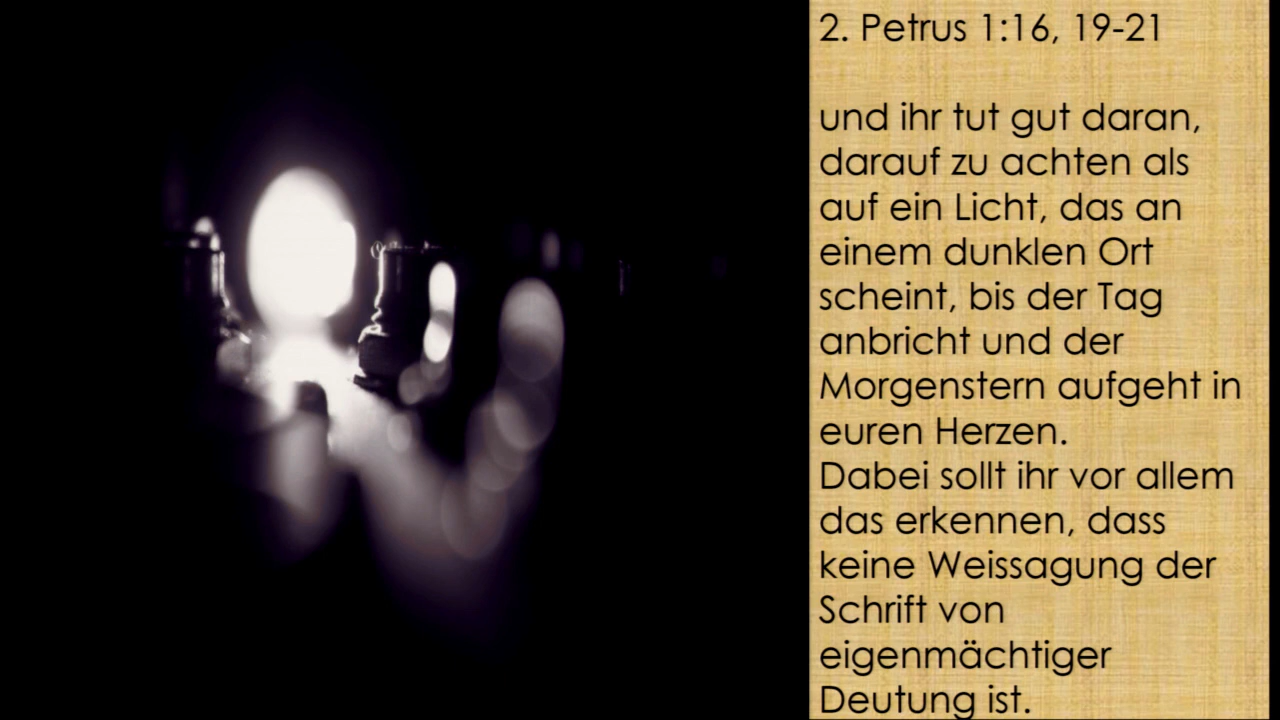 2. Petrus 1:16, 19-21
und ihr tut gut daran,
darauf zu achten als
auf ein Licht, das an
einem dunklen Ort
scheint, bis der Tag
anbricht und der
Morgenstern aufgeht in
euren Herzen.
Dabei sollt ihr vor allem
das erkennen, dass
keine Weissagung der
Schrift von
eigenmächtiger
Deutung ist.